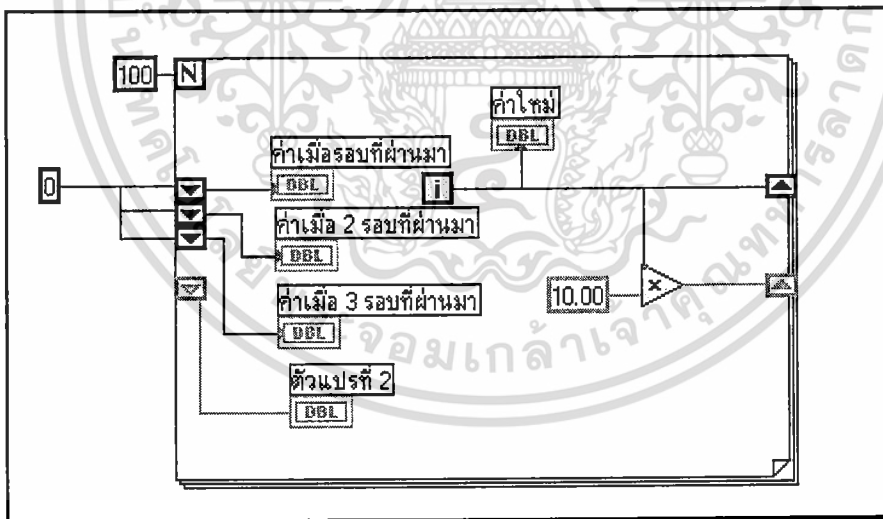 100
N
ค่าใหม่
DBL
ค่าเมื่อรอบที่ผ่านมา
DBL
0
i
ค่าเมื่อ 2 รอบที่ผ่านมา
DBL
ค่าเมื่อ 3 รอบที่ผ่านมา
DBL
10.00
x
ตัวแปรที่ 2
DBL